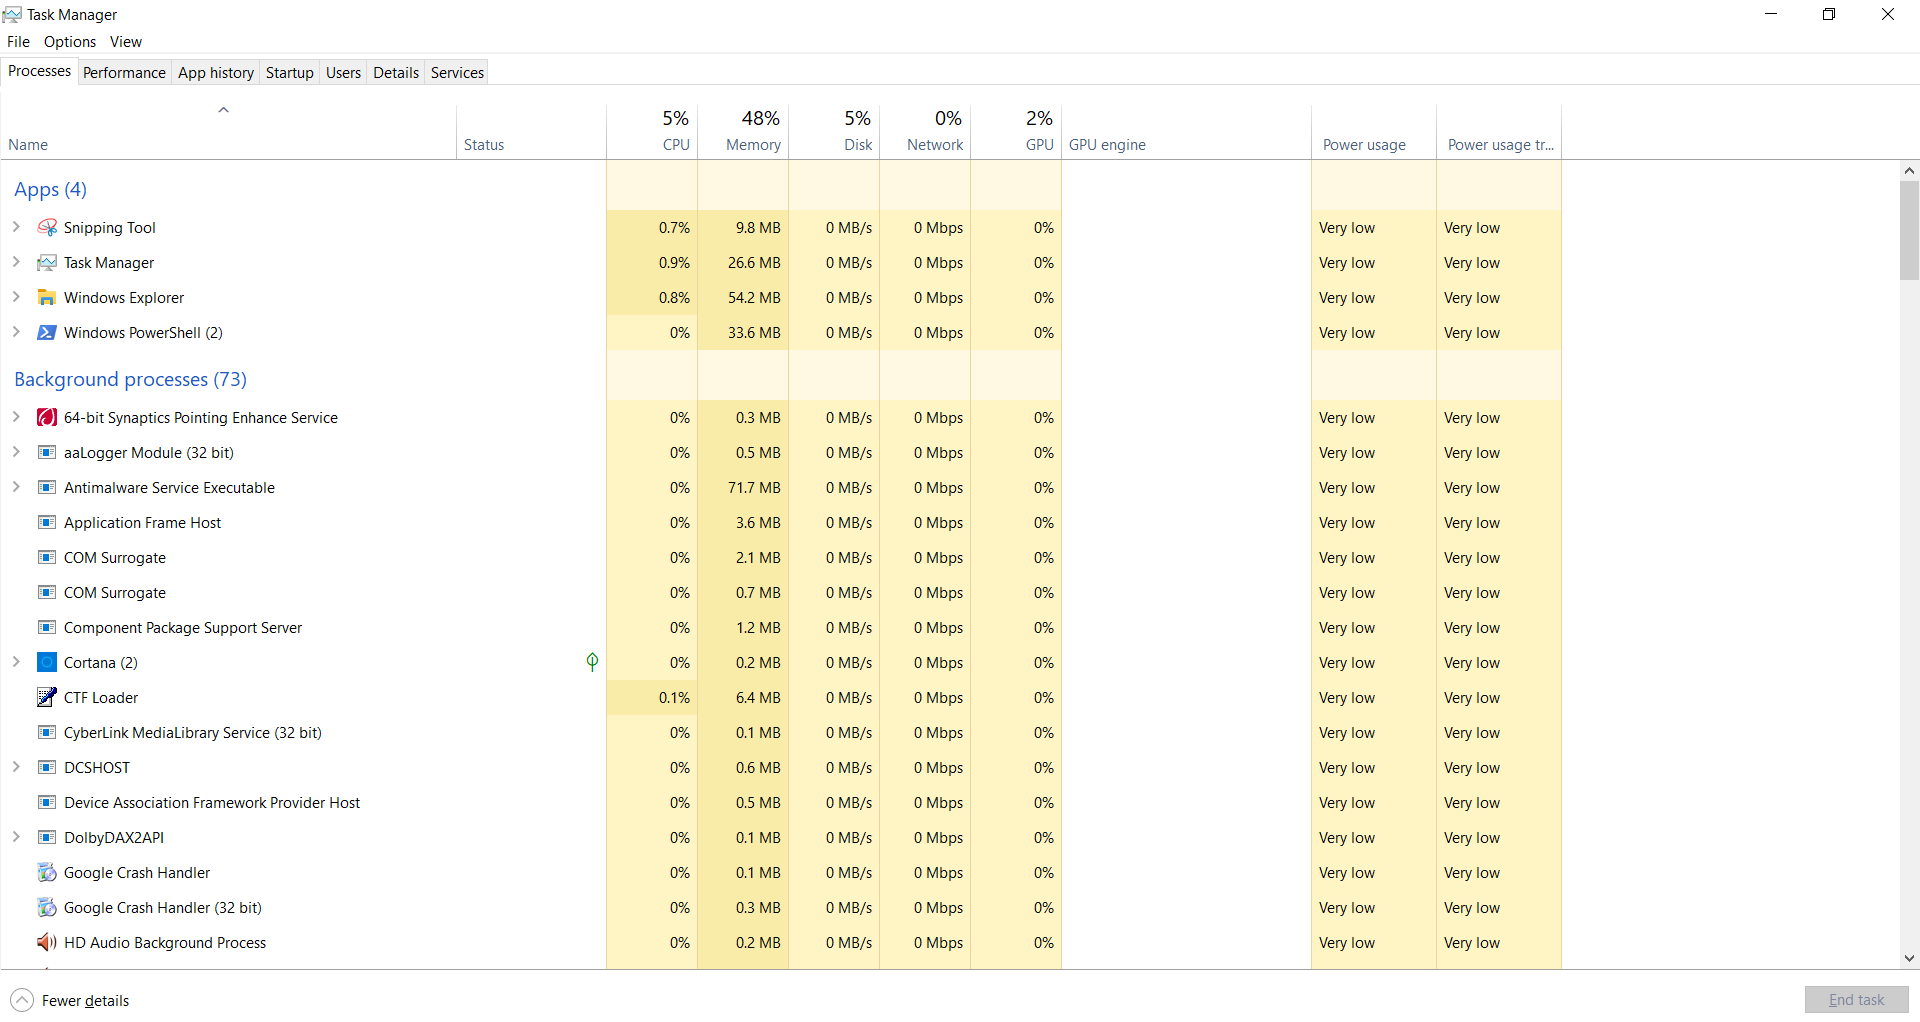 Task Manager
File Options View
Processes Performance App history Startup Users Details Services
5% 48% 5% 0% 2%
Name Status CPU Memory Disk Network GPU GPU engine Power usage Power usage tr...
Apps (4)
Snipping Tool 0.7% 9.8 MB 0 MB/s 0 Mbps 0% Very low Very low
Task Manager 0.9% 26.6 MB 0 MB/s 0 Mbps 0% Very low Very low
Windows Explorer 0.8% 54.2 MB 0 MB/s 0 Mbps 0% Very low Very low
Windows PowerShell (2) 0% 33.6 MB 0 MB/s 0 Mbps 0% Very low Very low
Background processes (73)
64-bit Synaptics Pointing Enhance Service 0% 0.3 MB 0 MB/s 0 Mbps 0% Very low Very low
aaLogger Module (32 bit) 0% 0.5 MB 0 MB/s 0 Mbps 0% Very low Very low
Antimalware Service Executable 0% 71.7 MB 0 MB/s 0 Mbps 0% Very low Very low
Application Frame Host 0% 3.6 MB 0 MB/s 0 Mbps 0% Very low Very low
COM Surrogate 0% 2.1 MB 0 MB/s 0 Mbps 0% Very low Very low
COM Surrogate 0% 0.7 MB 0 MB/s 0 Mbps 0% Very low Very low
Component Package Support Server 0% 1.2 MB 0 MB/s 0 Mbps 0% Very low Very low
Cortana (2) 0% 0.2 MB 0 MB/s 0 Mbps 0% Very low Very low
CTF Loader 0.1% 6.4 MB 0 MB/s 0 Mbps 0% Very low Very low
CyberLink MediaLibrary Service (32 bit) 0% 0.1 MB 0 MB/s 0 Mbps 0% Very low Very low
DCSHOST 0% 0.6 MB 0 MB/s 0 Mbps 0% Very low Very low
Device Association Framework Provider Host 0% 0.5 MB 0 MB/s 0 Mbps 0% Very low Very low
DolbyDAX2API 0% 0.1 MB 0 MB/s 0 Mbps 0% Very low Very low
Google Crash Handler 0% 0.1 MB 0 MB/s 0 Mbps 0% Very low Very low
Google Crash Handler (32 bit) 0% 0.3 MB 0 MB/s 0 Mbps 0% Very low Very low
HD Audio Background Process 0% 0.2 MB 0 MB/s 0 Mbps 0% Very low Very low
Fewer details End task